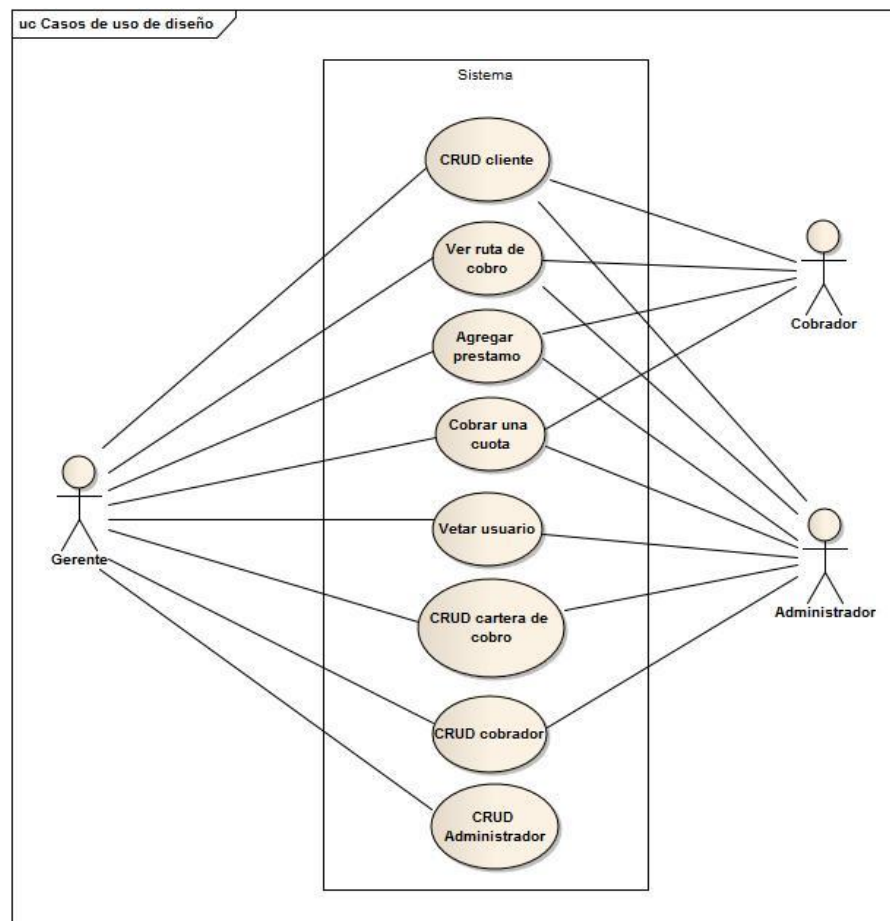 uc Casos de uso de diseño
Sistema
CRUD cliente
Ver ruta de
cobro
Agregar
prestamo
Cobrar una
cuota
Vetar usuario
CRUD cartera de
cobro
CRUD cobrador
CRUD
Administrador
Gerente
Cobrador
Administrador